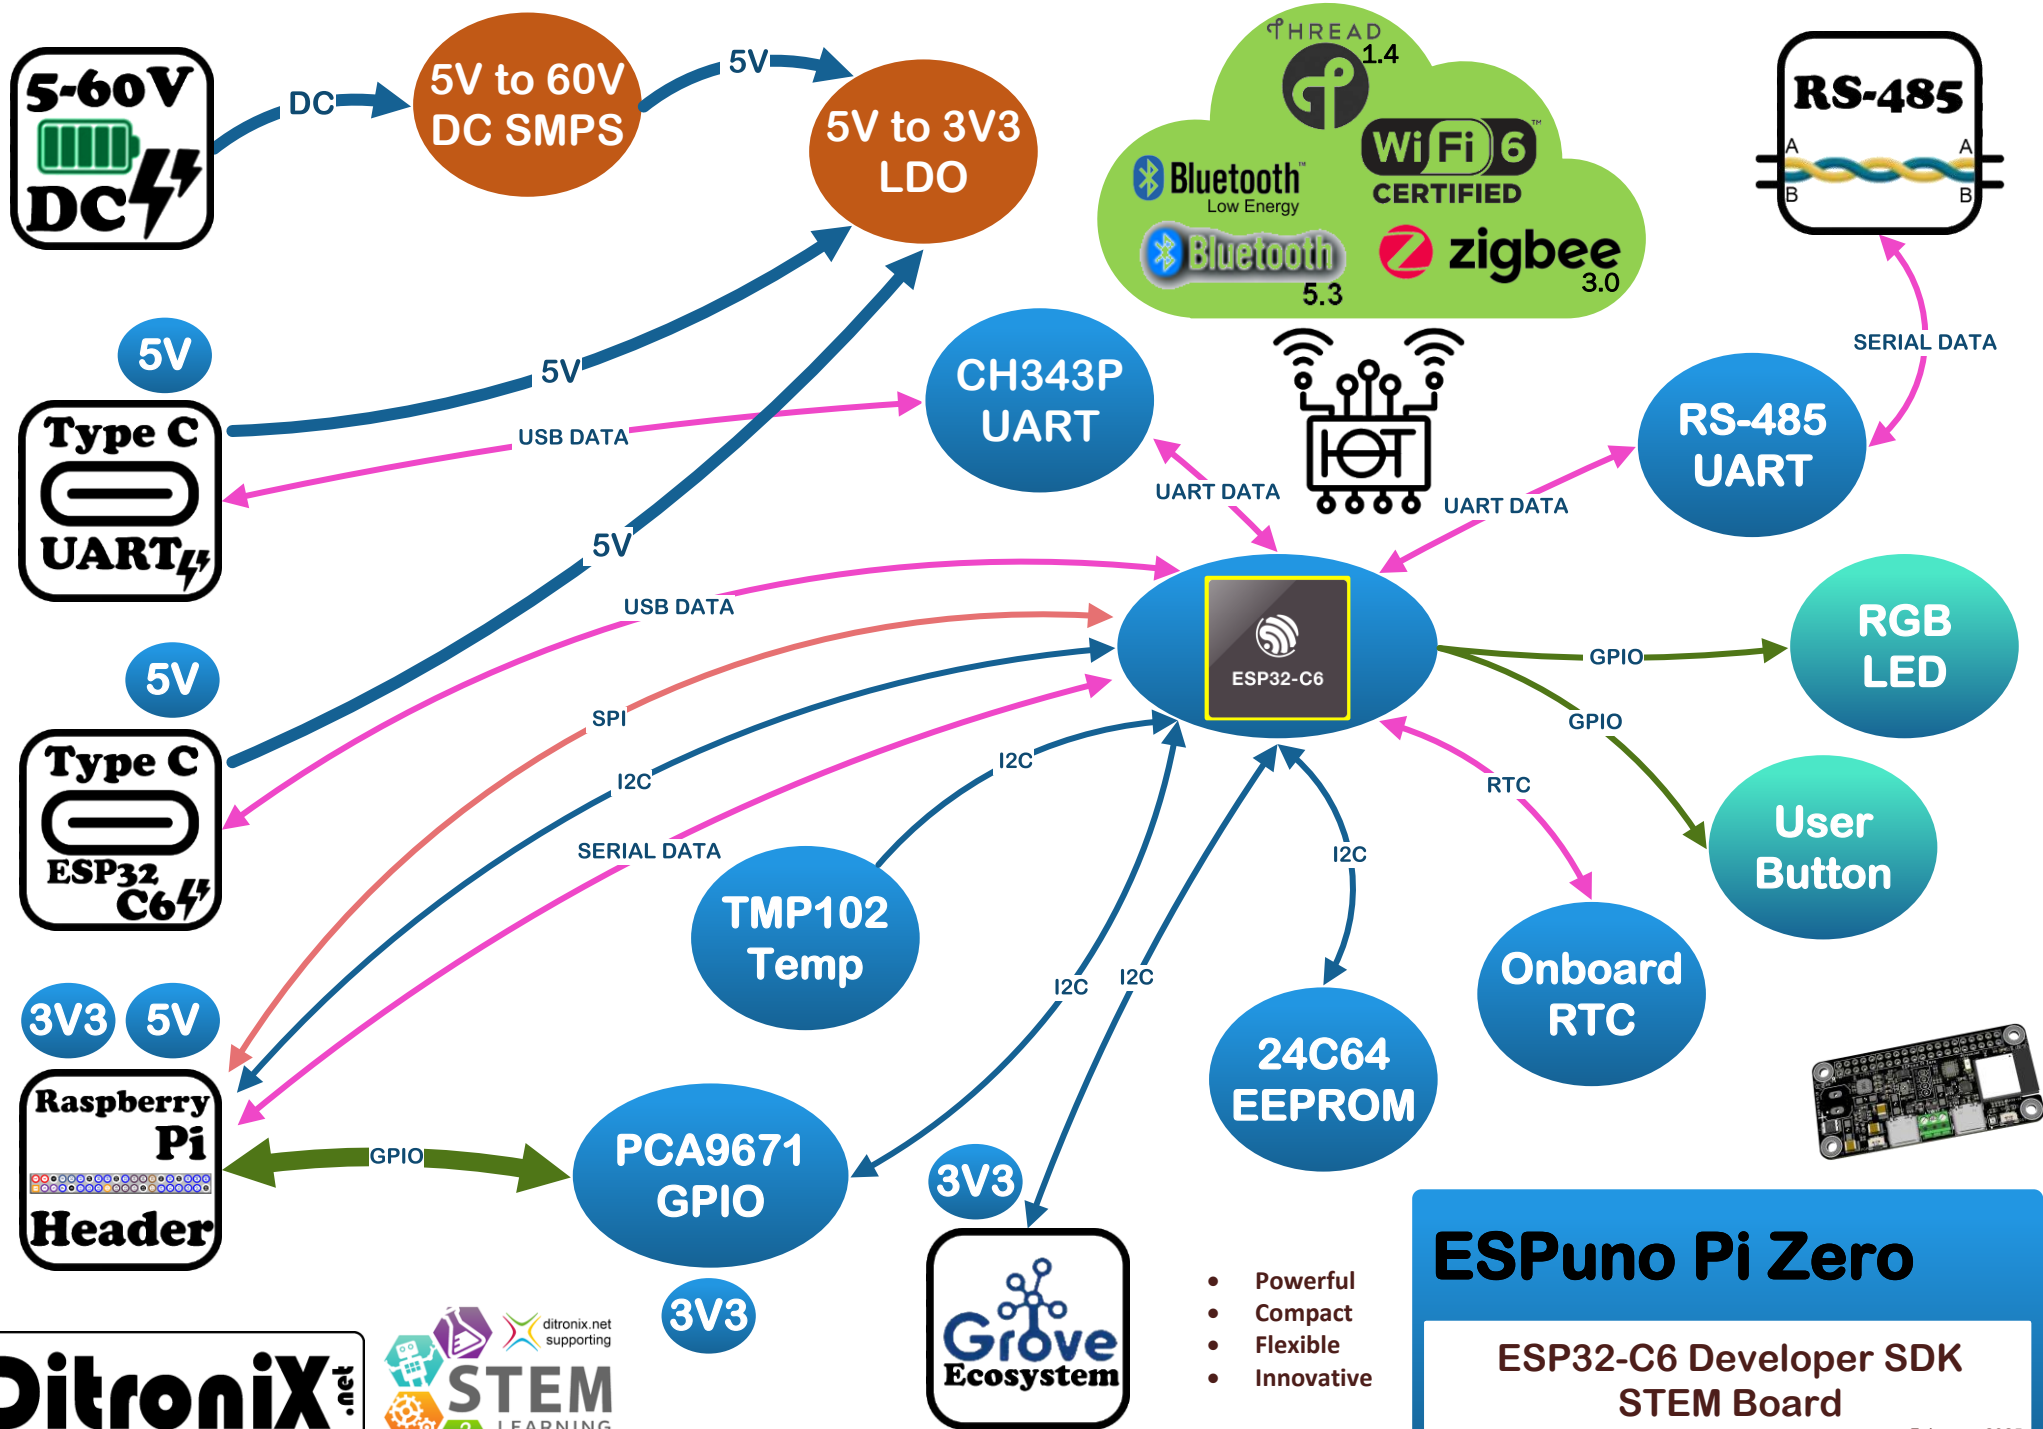 5-60V
DC
DC
5V to 60V
DC SMPS
5V
5V to 3V3
LDO
THREAD
1.4
WiFi 6™
CERTIFIED
Bluetooth™
Low Energy
Bluetooth
5.3
zigbee
3.0
RS-485
A
A
B
B
SERIAL DATA
5V
Type C
UART
5V
USB DATA
CH343P
UART
UART DATA
IOT
UART DATA
RS-485
UART
5V
Type C
ESP32
C6
5V
USB DATA
SPI
I2C
SERIAL DATA
ESP32-C6
GPIO
RGB
LED
GPIO
User
Button
RTC
Onboard
RTC
I2C
TMP102
Temp
I2C
24C64
EEPROM
I2C
I2C
3V3
5V
Raspberry
Pi
Header
GPIO
PCA9671
GPIO
3V3
3V3
Grove
Ecosystem
• Powerful
• Compact
• Flexible
• Innovative
ESPuno Pi Zero
ESP32-C6 Developer SDK
STEM Board
DitroniX.net
ditronix.net
supporting
STEM
LEARNING